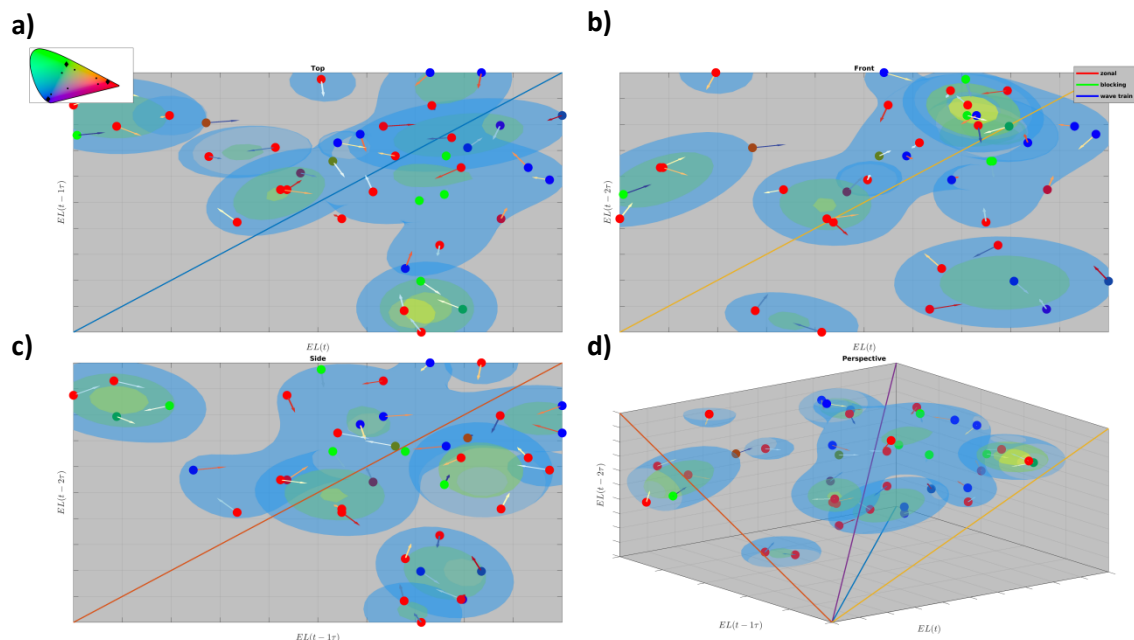 a)
Top
EL(t − 1τ)
EL(t)
b)
Front
zonal
blocking
wave train
EL(t − 2τ)
EL(t)
c)
Side
EL(t − 2τ)
EL(t − 1τ)
d)
Perspective
EL(t − 2τ)
EL(t − 1τ)
EL(t)